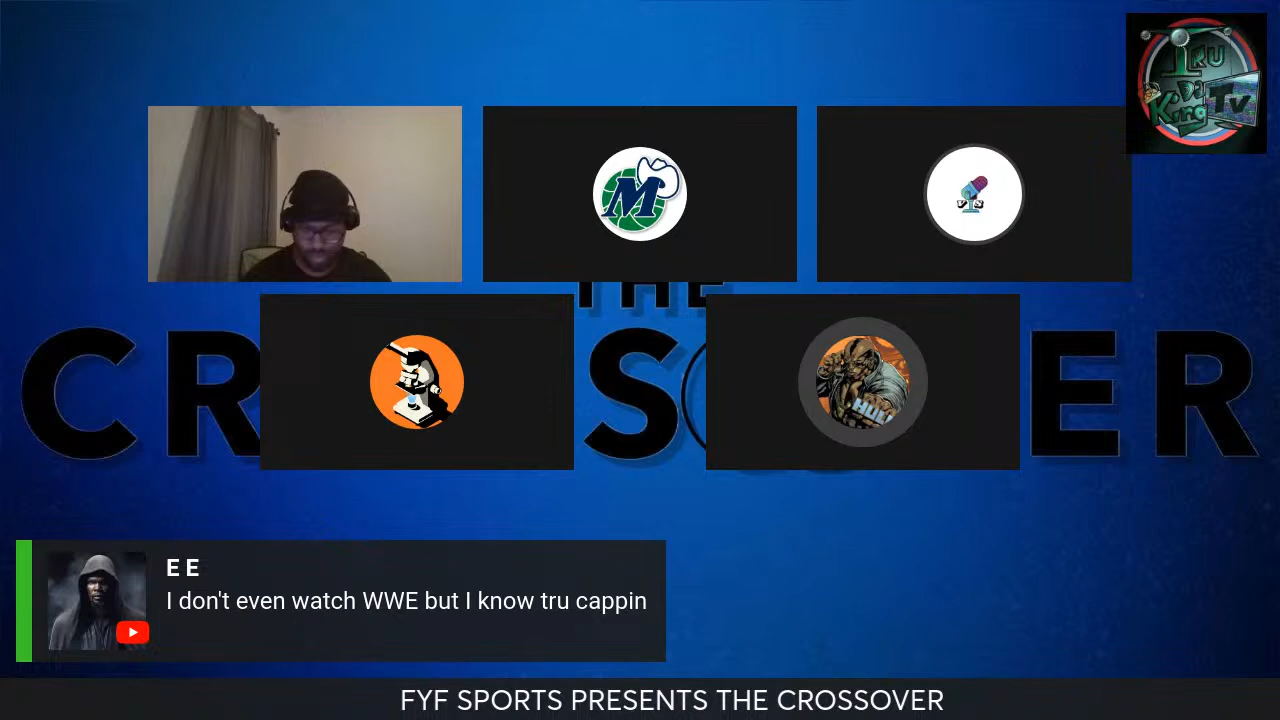 TRU
Da
King
TV
M
V S
THE
CR S ER
HULK
E E
I don't even watch WWE but I know tru cappin
FYF SPORTS PRESENTS THE CROSSOVER